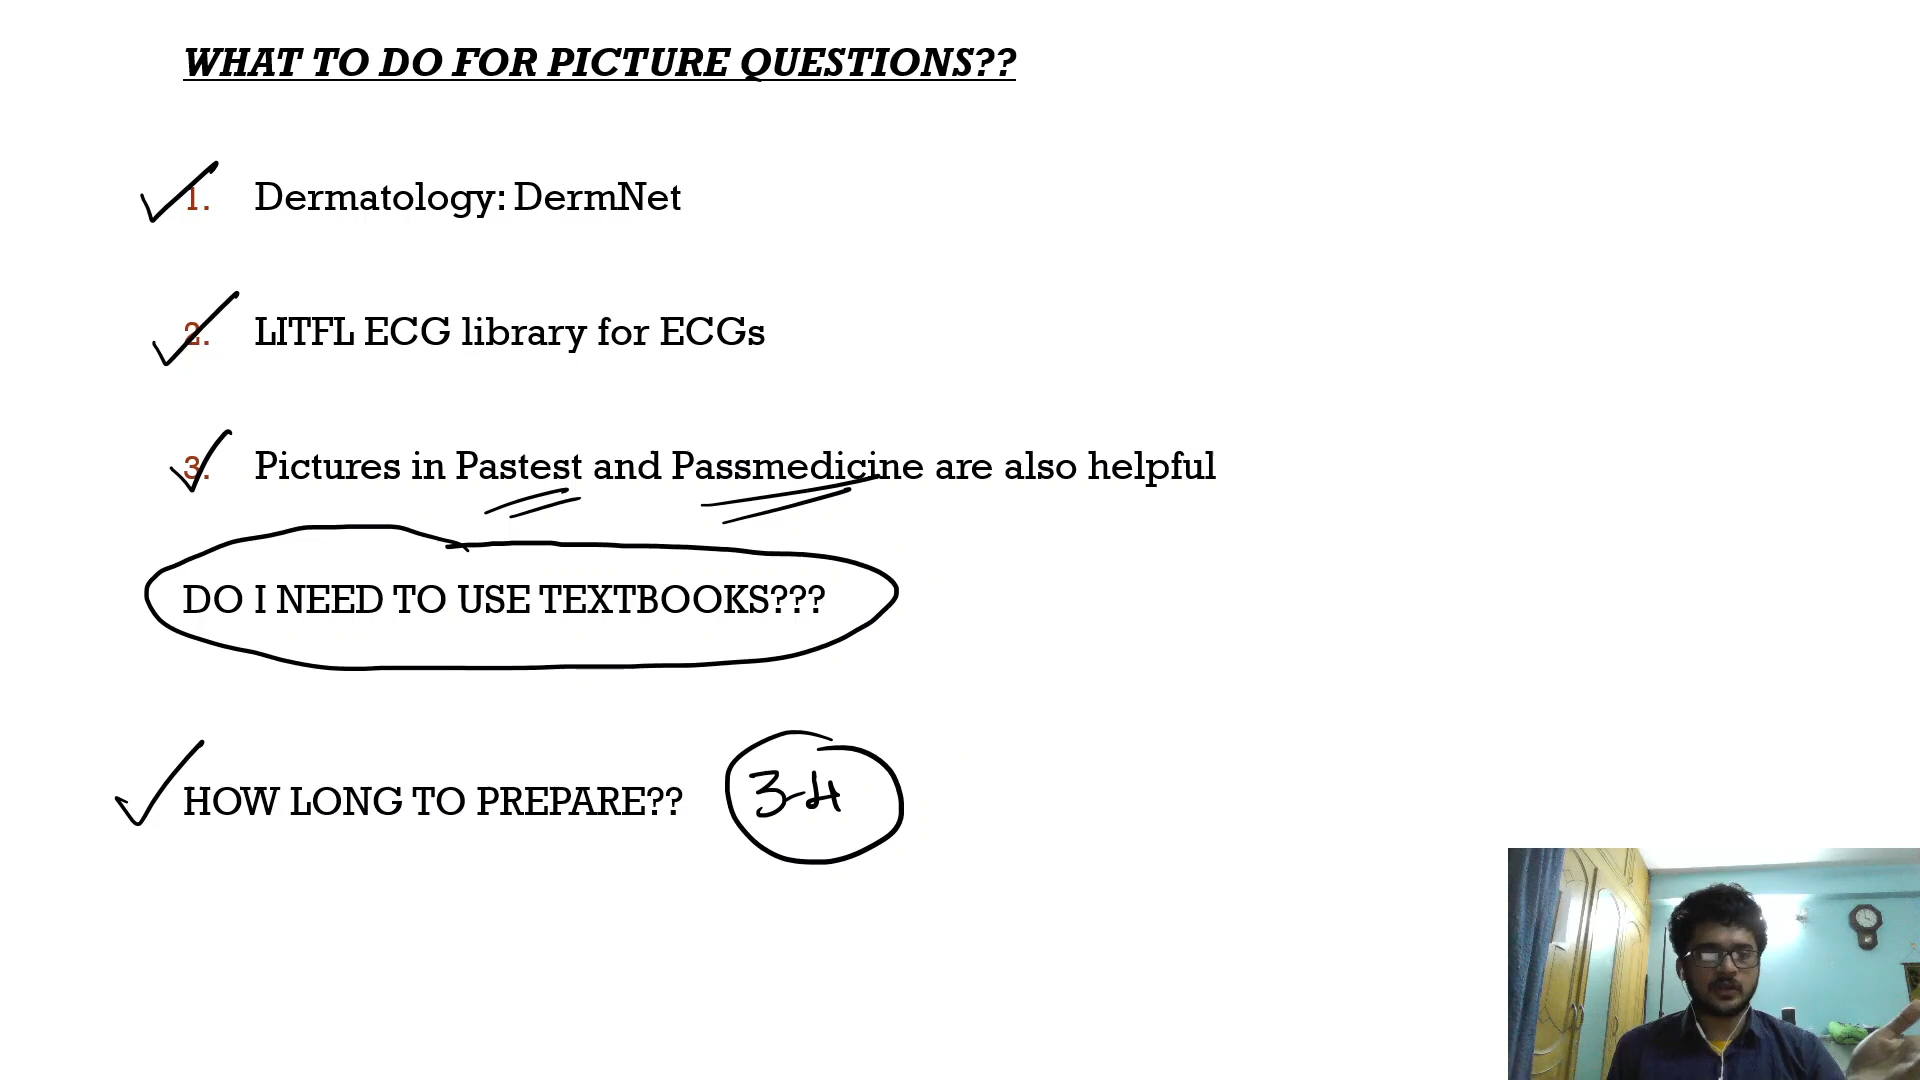 WHAT TO DO FOR PICTURE QUESTIONS??
1. Dermatology: DermNet
2. LITFL ECG library for ECGs
3. Pictures in Pastest and Passmedicine are also helpful
DO I NEED TO USE TEXTBOOKS???
HOW LONG TO PREPARE?? 3-4